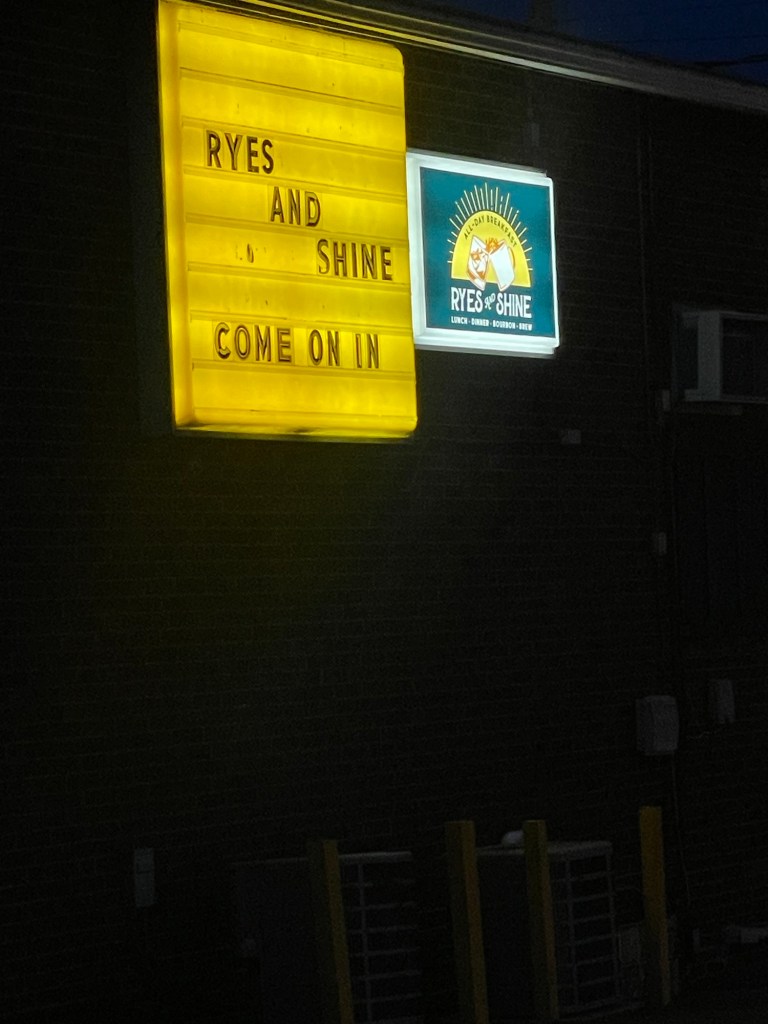 RYES
AND
SHINE
COME ON IN
ALL-DAY BREAKFAST
RYES AND SHINE
LUNCH · DINNER · BOURBON · BREW